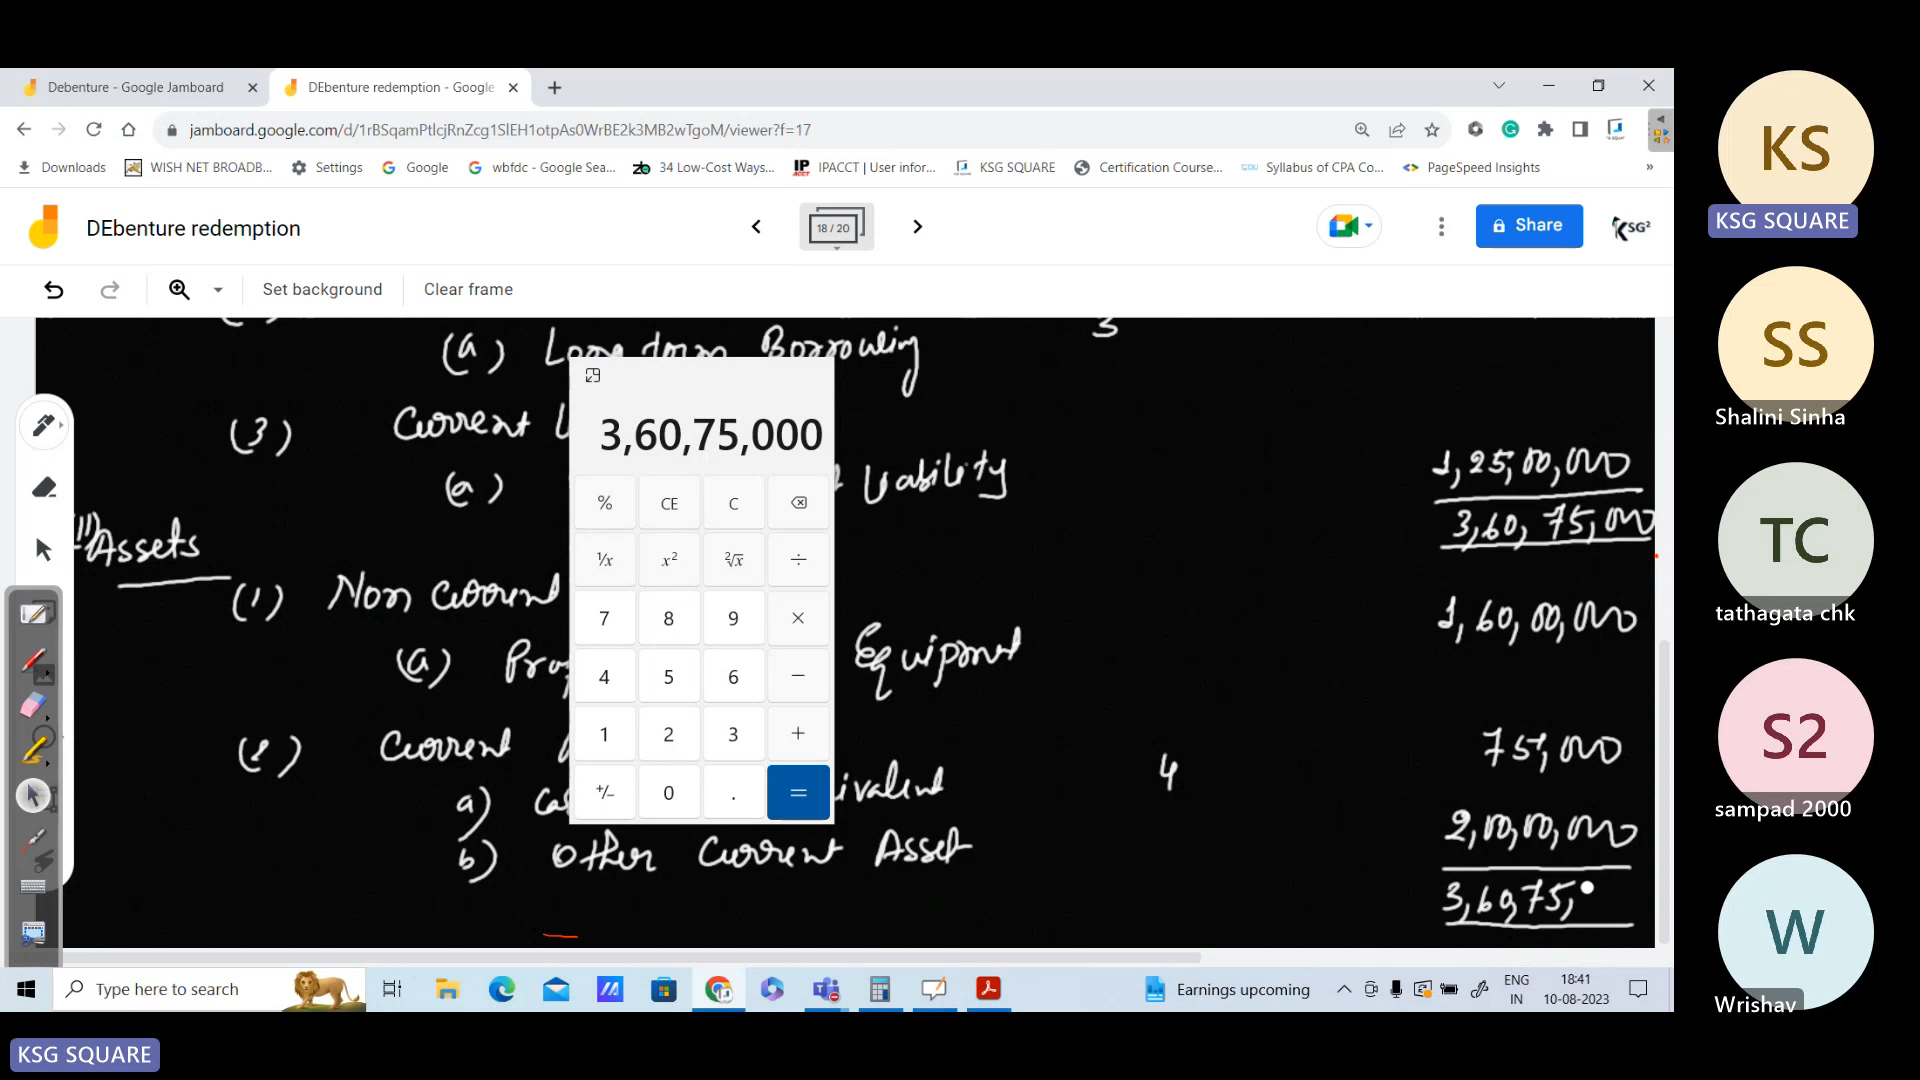 Debenture - Google Jamboard
DEbenture redemption - Google
jamboard.google.com/d/1rBSqamPtlcjRnZcg1SlEH1otpAs0WrBE2k3MB2wTgoM/viewer?f=17
Downloads WISH NET BROADB... Settings Google wbfdc - Google Sea... 34 Low-Cost Ways... IPACCT | User infor... KSG SQUARE Certification Course... Syllabus of CPA Co... PageSpeed Insights »
DEbenture redemption
18 / 20
Share
KSG²
Set background
Clear frame
3
(a) Long term Borrowing
(3) Current L
(a) Liability 1,25,00,000
3,60,75,000
(II) Assets
(1) Non current 1,60,00,000
(a) Equipment
(2) Current 75,000
a) Cas ivalent 4
b) Other Current Asset 2,00,00,000
3,60,75,
3,60,75,000
% CE C
1/x x² ²√x ÷
7 8 9 ×
4 5 6 −
1 2 3 +
+/− 0 . =
Type here to search
Earnings upcoming
ENG
IN
18:41
10-08-2023
KS
KSG SQUARE
SS
Shalini Sinha
TC
tathagata chk
S2
sampad 2000
W
Wrishav
KSG SQUARE